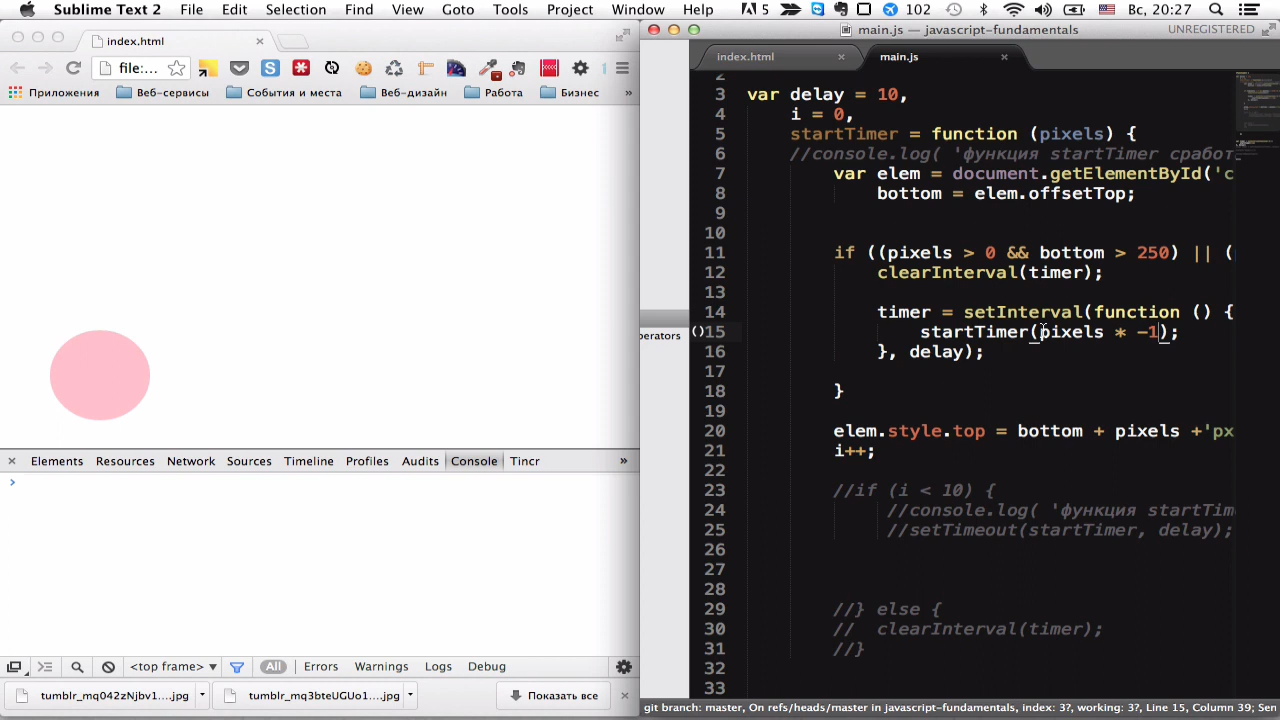 Sublime Text 2 File Edit Selection Find View Goto Tools Project Window Help 5 102 Вс, 20:27
index.html
file:...
Приложения Веб-сервисы События и места Веб-дизайн Работа Бизнес »
Elements Resources Network Sources Timeline Profiles Audits Console Tincr »
>
<top frame> All Errors Warnings Logs Debug
tumblr_mq042zNjbv1....jpg tumblr_mq3bteUGUo1....jpg Показать все
main.js — javascript-fundamentals UNREGISTERED
index.html main.js
perators
2
3 var delay = 10,
4 i = 0,
5 startTimer = function (pixels) {
6 //console.log( 'функция startTimer сработ
7 var elem = document.getElementById('c
8 bottom = elem.offsetTop;
9
10
11 if ((pixels > 0 && bottom > 250) || (
12 clearInterval(timer);
13
14 timer = setInterval(function () {
15 startTimer(pixels * -1);
16 }, delay);
17
18 }
19
20 elem.style.top = bottom + pixels +'px
21 i++;
22
23 //if (i < 10) {
24 //console.log( 'функция startTime
25 //setTimeout(startTimer, delay);
26
27
28
29 //} else {
30 // clearInterval(timer);
31 //}
32
33
git branch: master, On refs/heads/master in javascript-fundamentals, index: 3?, working: 3?, Line 15, Column 39; Sen